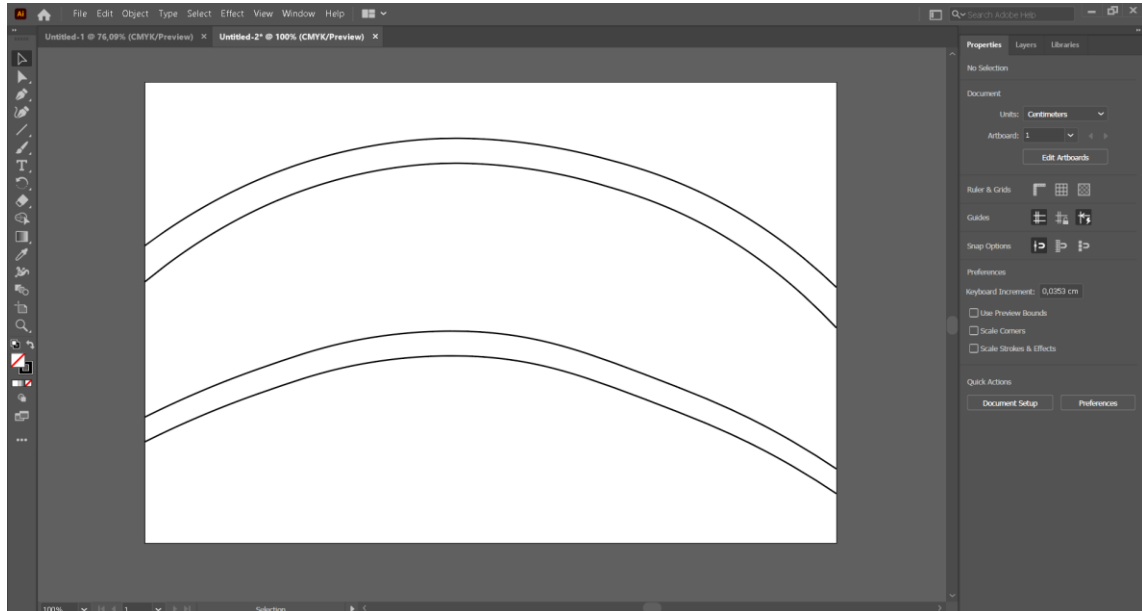 Ai File Edit Object Type Select Effect View Window Help Search Adobe Help
Untitled-1 @ 76,09% (CMYK/Preview) × Untitled-2* @ 100% (CMYK/Preview) ×
Properties Layers Libraries
No Selection
Document
Units: Centimeters
Artboard: 1
Edit Artboards
Ruler & Grids
Guides
Snap Options
Preferences
Keyboard Increment: 0,0353 cm
Use Preview Bounds
Scale Corners
Scale Strokes & Effects
Quick Actions
Document Setup Preferences
100% 1 Selection